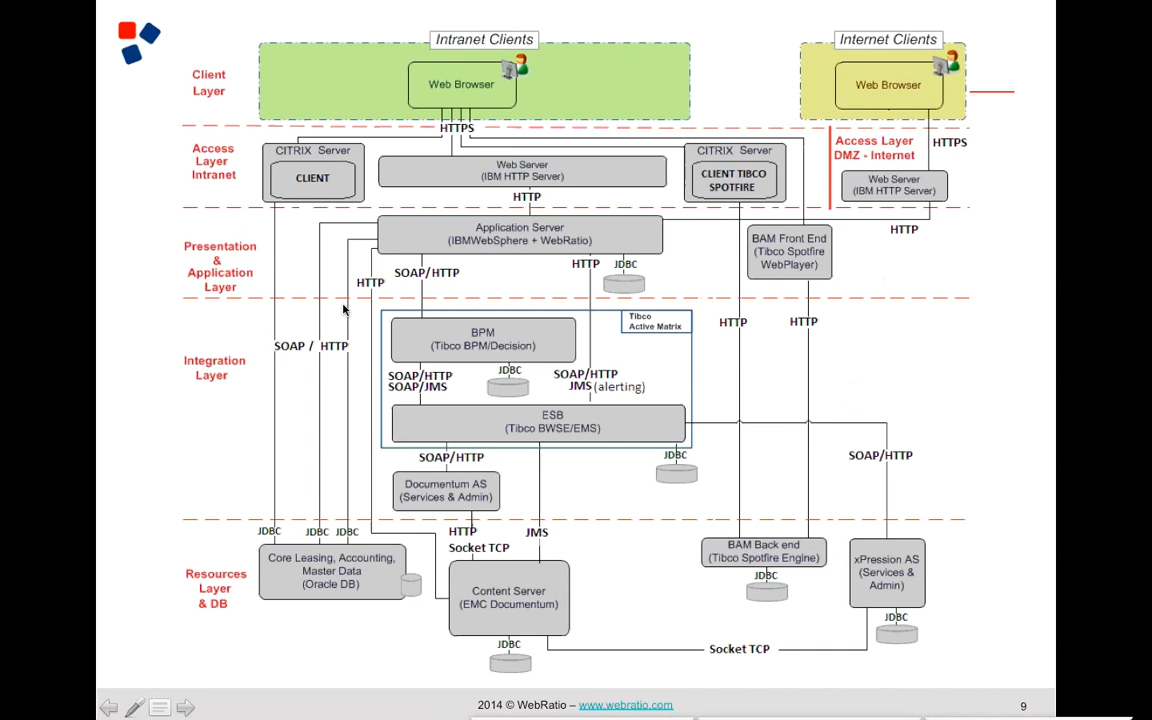 Intranet Clients
Internet Clients
Client
Layer
Web Browser
Web Browser
HTTPS
Access
Layer
Intranet
CITRIX Server
CLIENT
Web Server
(IBM HTTP Server)
CITRIX Server
CLIENT TIBCO
SPOTFIRE
Access Layer
DMZ - Internet
HTTPS
Web Server
(IBM HTTP Server)
HTTP
HTTP
Presentation
&
Application
Layer
Application Server
(IBMWebSphere + WebRatio)
BAM Front End
(Tibco Spotfire
WebPlayer)
HTTP
SOAP/HTTP
HTTP
JDBC
Integration
Layer
SOAP / HTTP
Tibco
Active Matrix
BPM
(Tibco BPM/Decision)
HTTP
HTTP
SOAP/HTTP
SOAP/JMS
JDBC
SOAP/HTTP
JMS (alerting)
ESB
(Tibco BWSE/EMS)
SOAP/HTTP
JDBC
SOAP/HTTP
Documentum AS
(Services & Admin)
Resources
Layer
& DB
JDBC
JDBC
JDBC
HTTP
Socket TCP
JMS
Core Leasing, Accounting,
Master Data
(Oracle DB)
Content Server
(EMC Documentum)
JDBC
BAM Back end
(Tibco Spotfire Engine)
JDBC
xPression AS
(Services &
Admin)
JDBC
Socket TCP
2014 © WebRatio – www.webratio.com
9